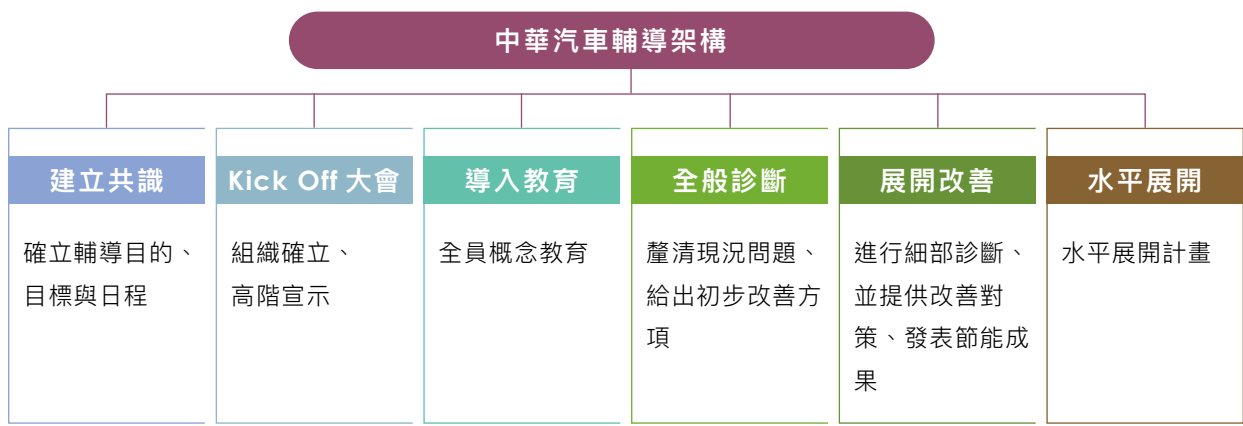 中華汽車輔導架構
建立共識
確立輔導目的、
目標與日程
Kick Off 大會
組織確立、
高階宣示
導入教育
全員概念教育
全般診斷
釐清現況問題、
給出初步改善方
項
展開改善
進行細部診斷、
並提供改善對
策、發表節能成
果
水平展開
水平展開計畫